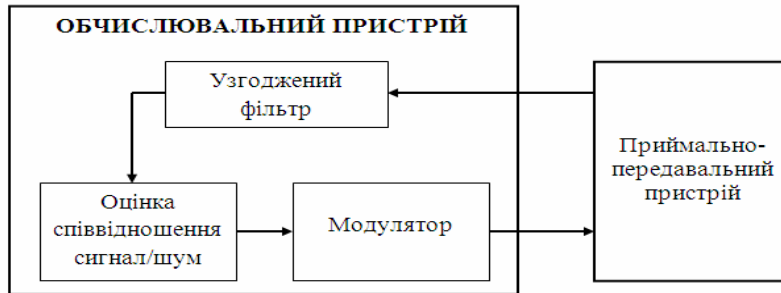 ОБЧИСЛЮВАЛЬНИЙ ПРИСТРІЙ
Узгоджений
фільтр
Приймально-
передавальний
пристрій
Оцінка
співвідношення
сигнал/шум
Модулятор